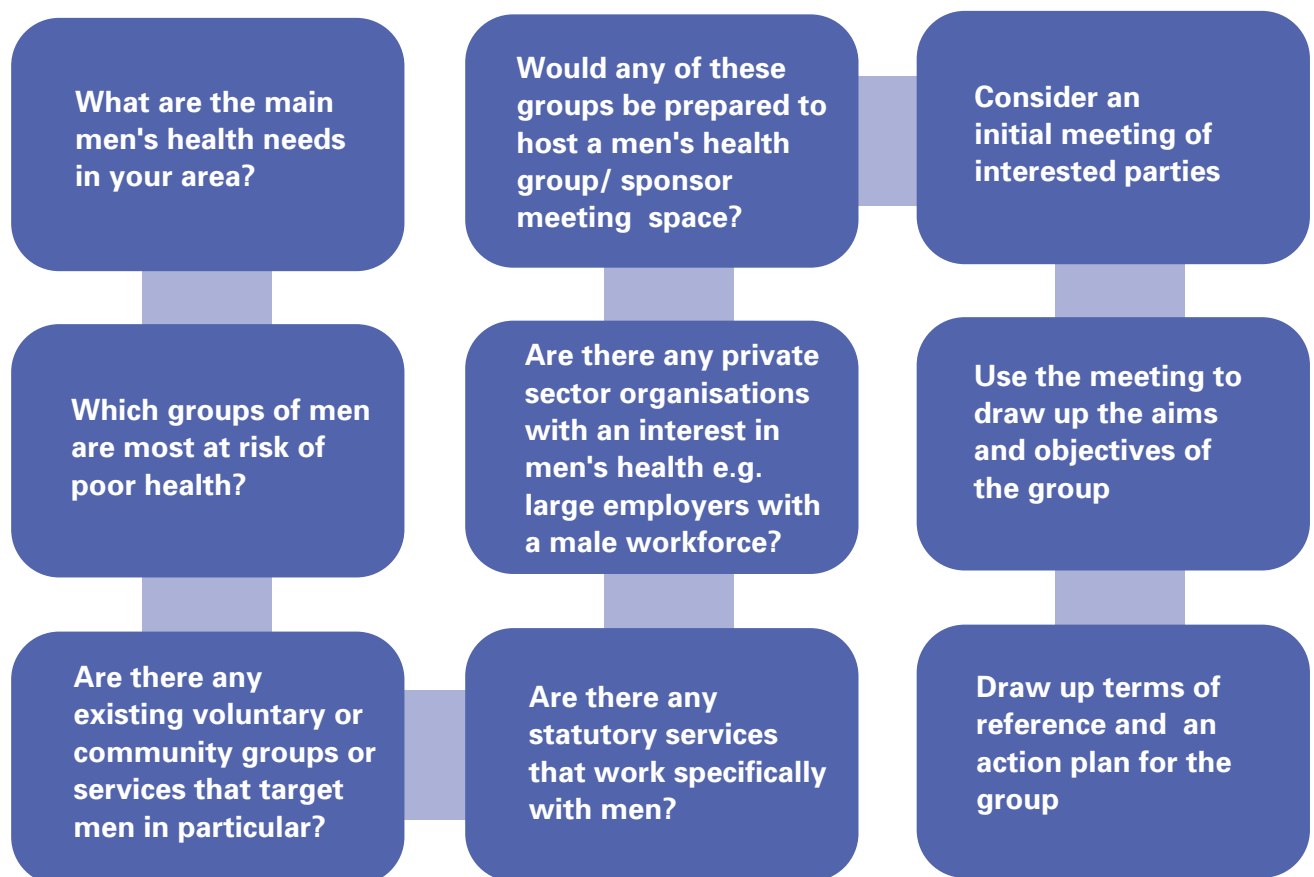 What are the main
men's health needs
in your area?
Which groups of men
are most at risk of
poor health?
Are there any
existing voluntary or
community groups or
services that target
men in particular?
Are there any
statutory services
that work specifically
with men?
Are there any private
sector organisations
with an interest in
men's health e.g.
large employers with
a male workforce?
Would any of these
groups be prepared to
host a men's health
group/ sponsor
meeting space?
Consider an
initial meeting of
interested parties
Use the meeting to
draw up the aims
and objectives of
the group
Draw up terms of
reference and an
action plan for the
group